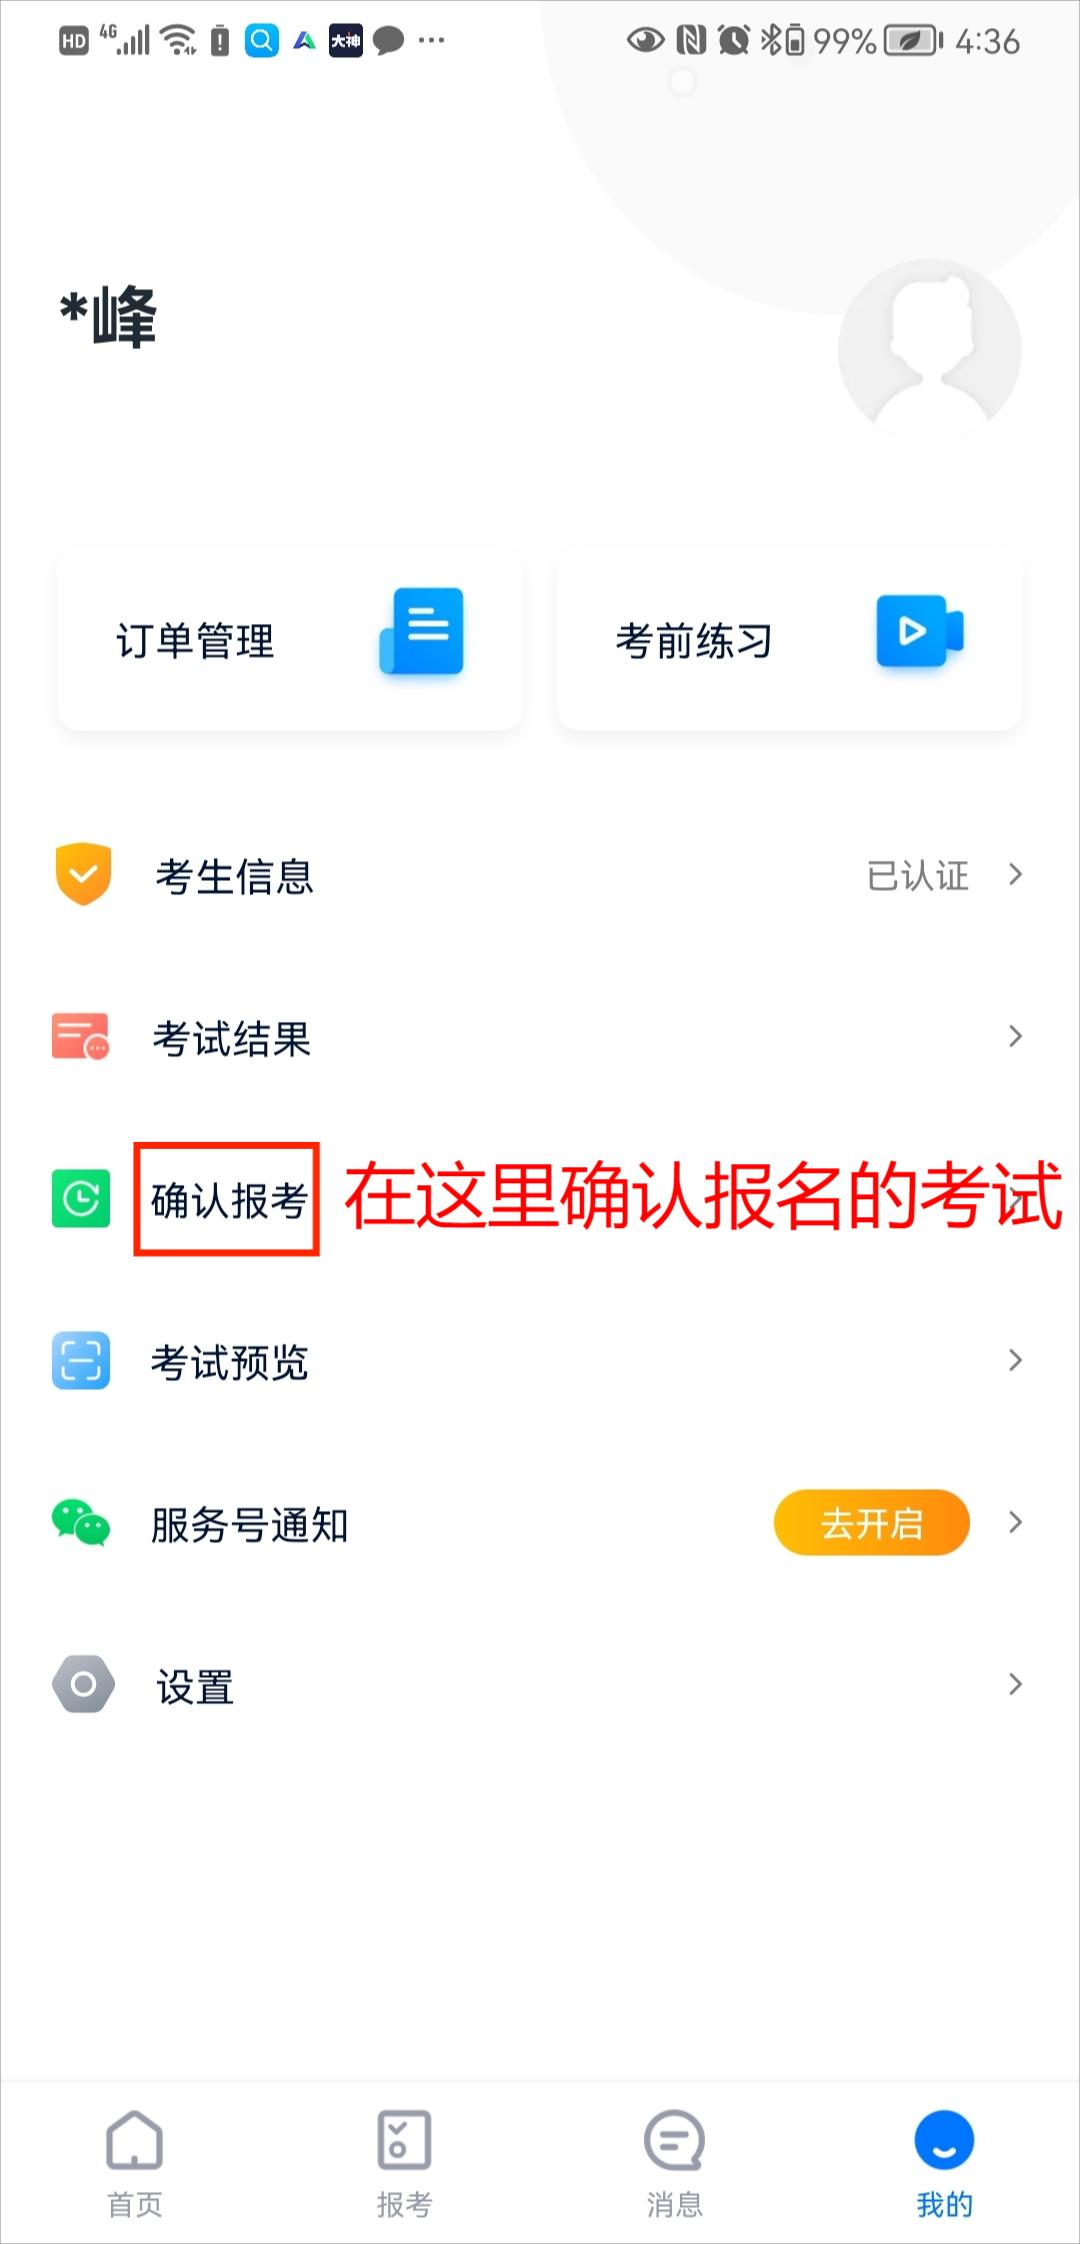 HD 4G 大神 ... 99% 4:36
*峰
订单管理 考前练习
考生信息 已认证
考试结果
确认报考 在这里确认报名的考试
考试预览
服务号通知 去开启
设置
首页 报考 消息 我的